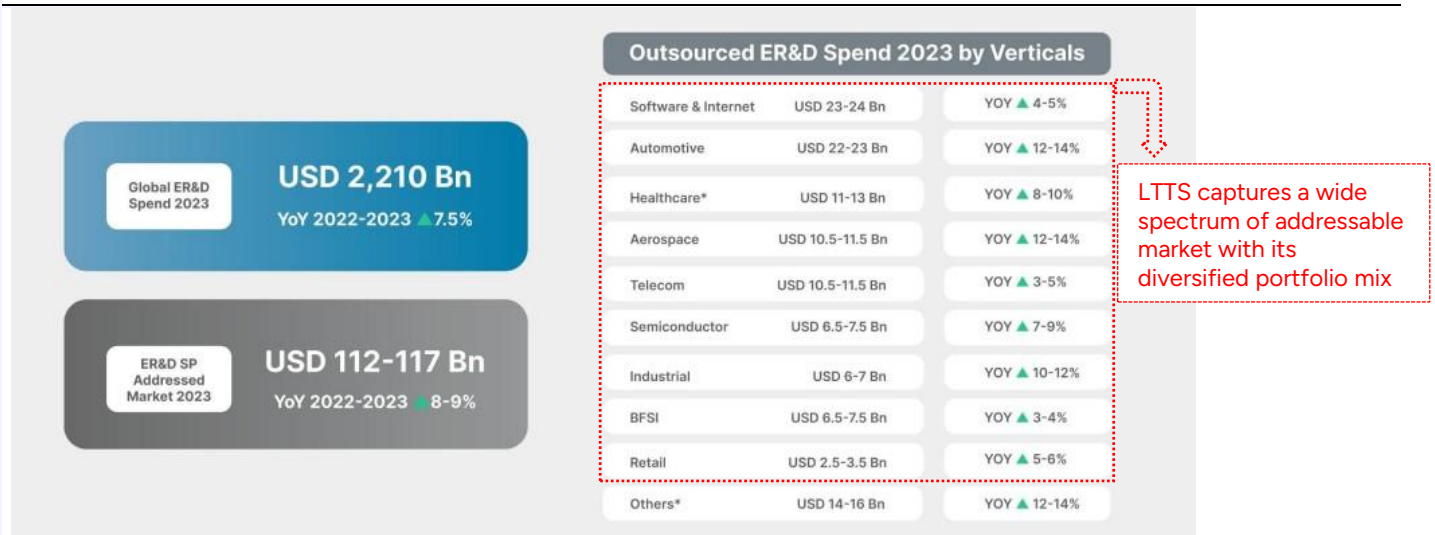 Global ER&D
Spend 2023
USD 2,210 Bn
YoY 2022-2023 ▲7.5%
ER&D SP
Addressed
Market 2023
USD 112-117 Bn
YoY 2022-2023 ▲8-9%
Outsourced ER&D Spend 2023 by Verticals
Software & Internet USD 23-24 Bn YOY ▲ 4-5%
Automotive USD 22-23 Bn YOY ▲ 12-14%
Healthcare* USD 11-13 Bn YOY ▲ 8-10%
Aerospace USD 10.5-11.5 Bn YOY ▲ 12-14%
Telecom USD 10.5-11.5 Bn YOY ▲ 3-5%
Semiconductor USD 6.5-7.5 Bn YOY ▲ 7-9%
Industrial USD 6-7 Bn YOY ▲ 10-12%
BFSI USD 6.5-7.5 Bn YOY ▲ 3-4%
Retail USD 2.5-3.5 Bn YOY ▲ 5-6%
Others* USD 14-16 Bn YOY ▲ 12-14%
LTTS captures a wide
spectrum of addressable
market with its
diversified portfolio mix